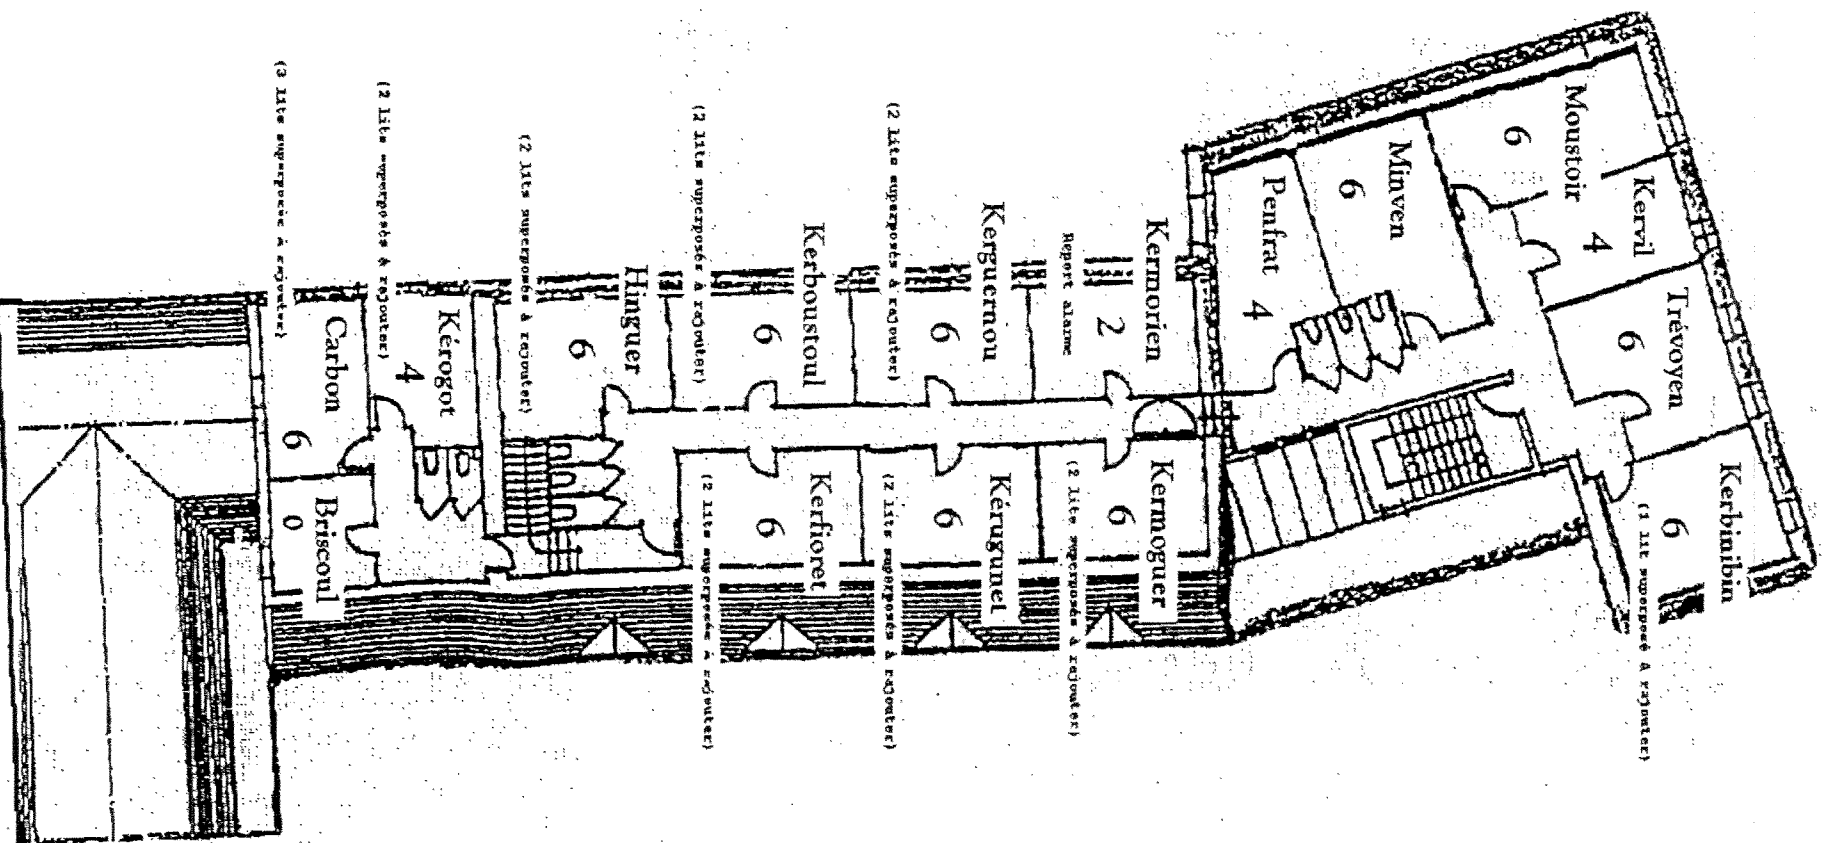 Kerbinibin
6
(1 lit superposé à rajouter)
Trévoyen
6
Kervil
4
Moustoir
6
Minven
6
Penfrat
4
Kermorien
2
Report alarme
Kermoguer
6
(2 lits superposés à rajouter)
Kerguernou
6
(2 lits superposés à rajouter)
Kérugunet
6
(2 lits superposés à rajouter)
Kerboustoul
6
(2 lits superposés à rajouter)
Kerfioret
6
(2 lits superposés à rajouter)
Hinguer
6
(2 lits superposés à rajouter)
Kérogot
4
(2 lits superposés à rajouter)
Carbon
6
(3 lits superposés à rajouter)
Briscoul
0